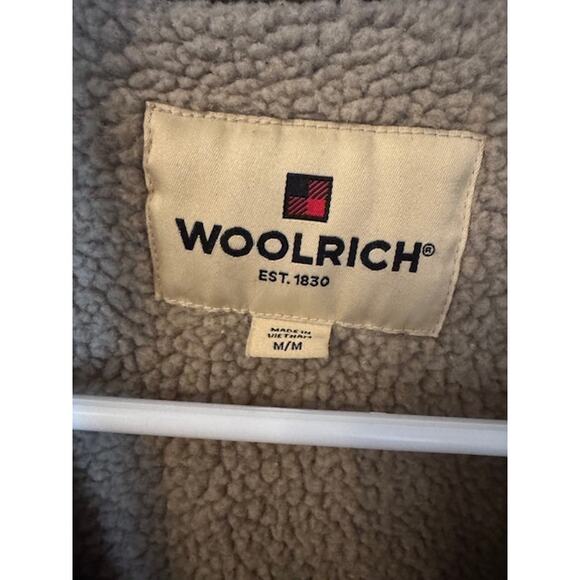 WOOLRICH®
EST. 1830
MADE IN
VIETNAM
M/M